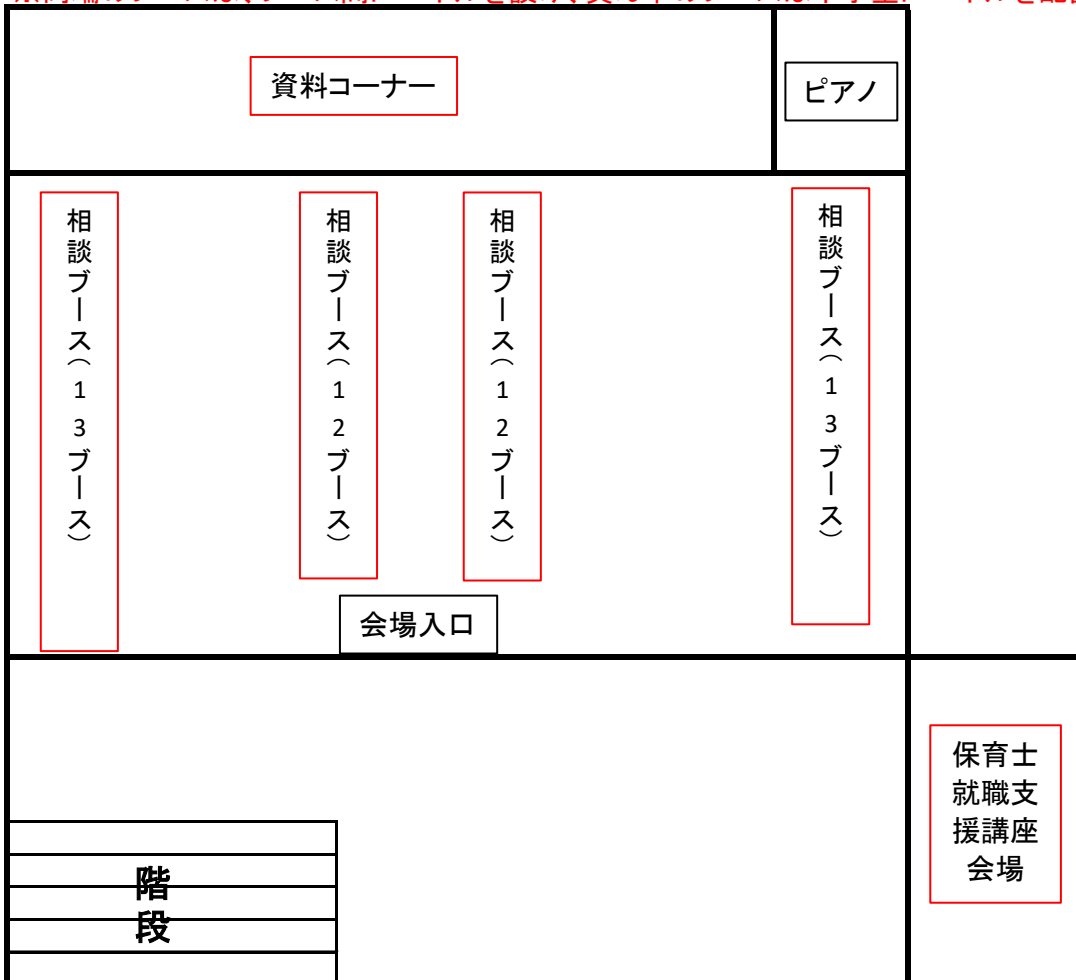 資料コーナー
ピアノ
相談ブース（13ブース）
相談ブース（12ブース）
相談ブース（12ブース）
相談ブース（13ブース）
会場入口
保育士
就職支
援講座
会場
階
段